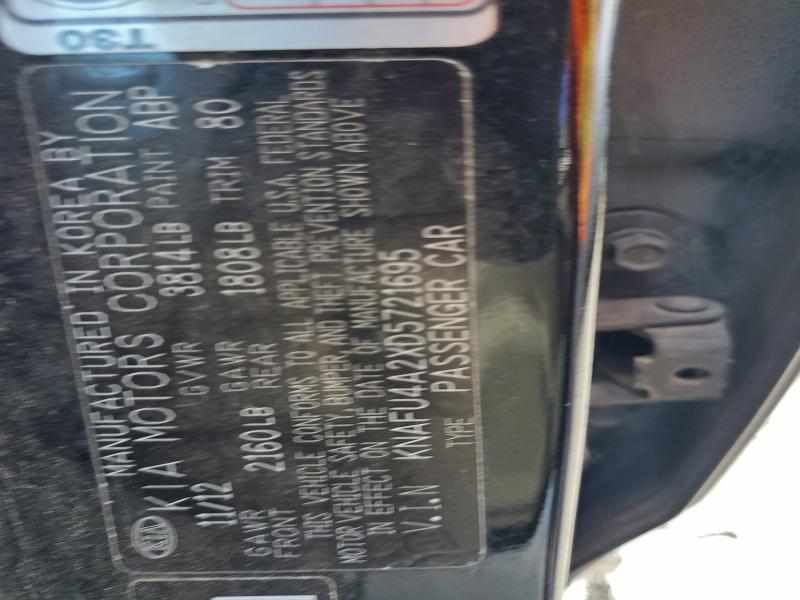 T30
MANUFACTURED IN KOREA BY
KIA KIA MOTORS CORPORATION
11/12 GVWR 3814LB PAINT ABP
GAWR FRONT 2160LB GAWR REAR 1808LB TRIM 80
THIS VEHICLE CONFORMS TO ALL APPLICABLE U.S.A. FEDERAL
MOTOR VEHICLE SAFETY, BUMPER, AND THEFT PREVENTION STANDARDS
IN EFFECT ON THE DATE OF MANUFACTURE SHOWN ABOVE
V.I.N KNAFU4A2XD5721695
TYPE PASSENGER CAR